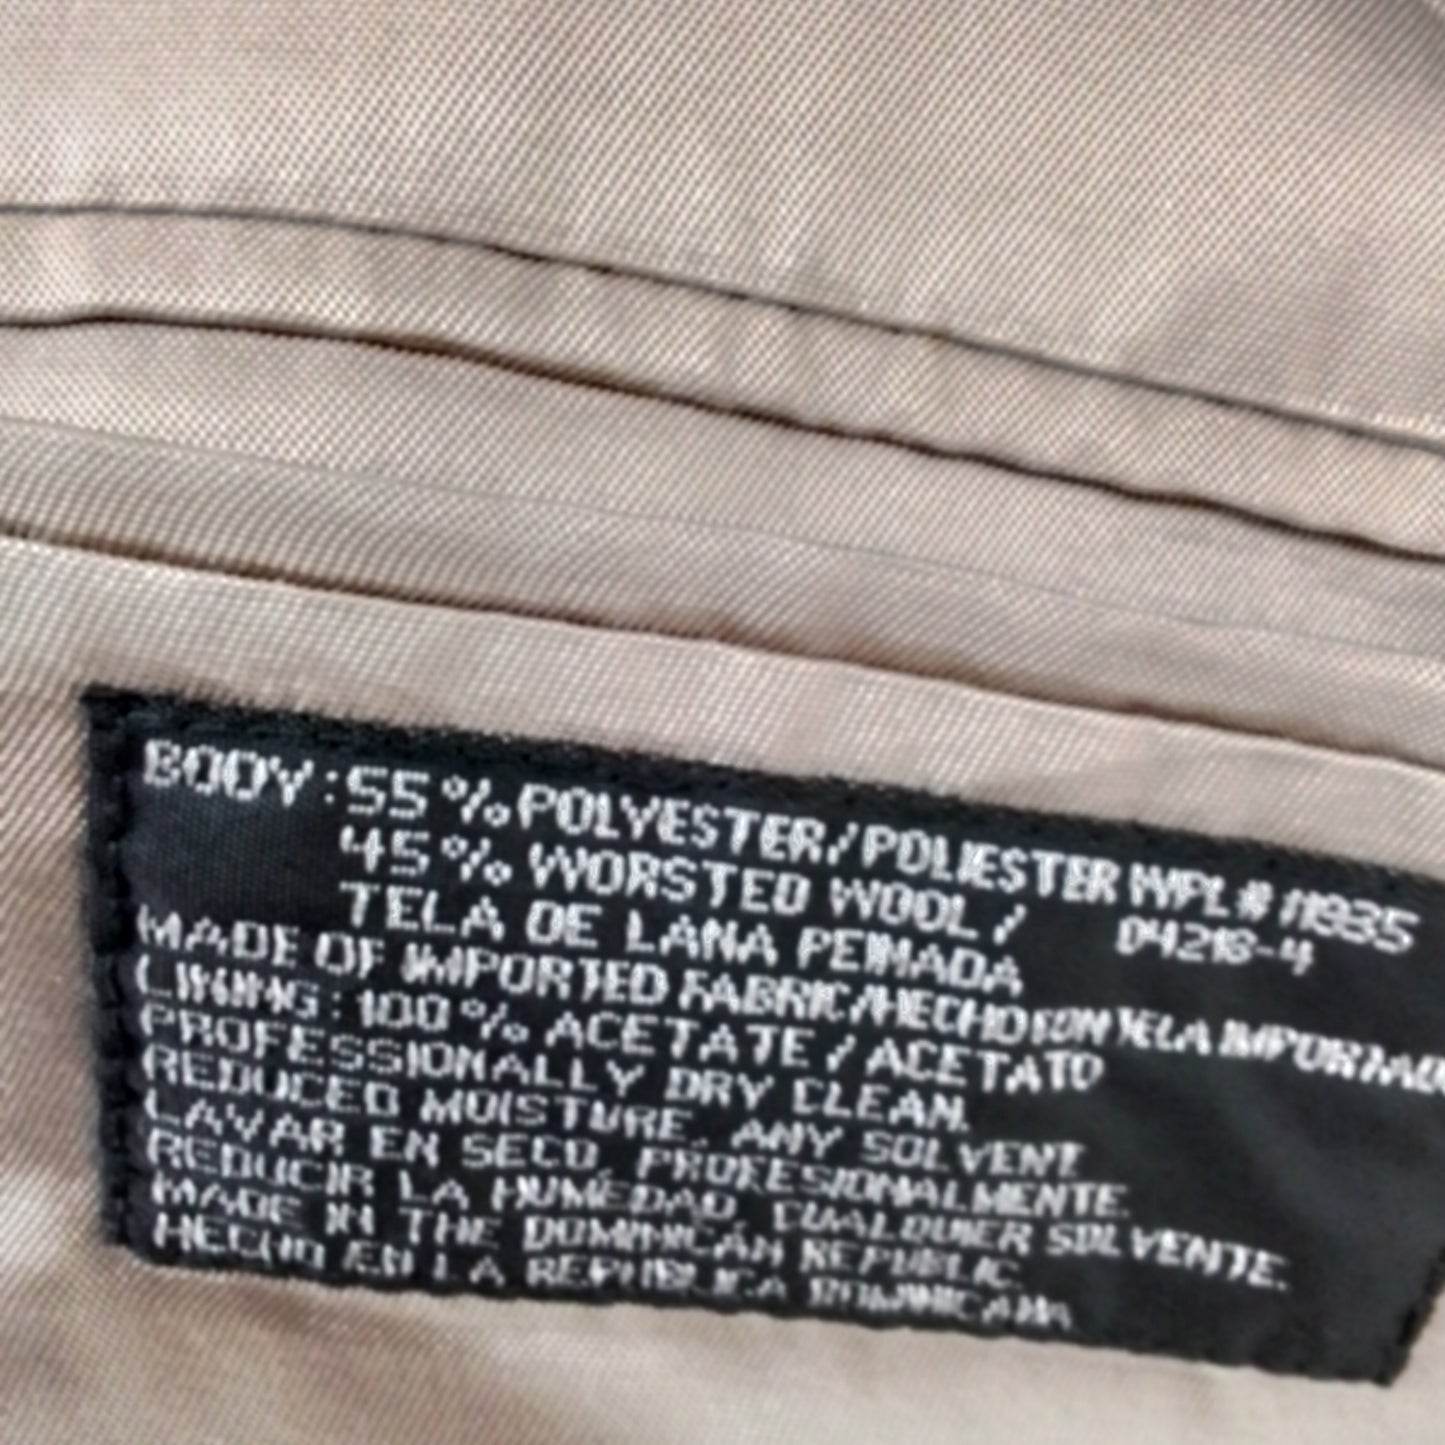 BODY: 55% POLYESTER/POLIESTER WPL# 11935
45% WORSTED WOOL/ 04216-4
TELA DE LANA PEINADA
MADE OF IMPORTED FABRIC/HECHO CON TELA IMPORTADA
LINING: 100% ACETATE/ACETATO
PROFESSIONALLY DRY CLEAN.
REDUCED MOISTURE. ANY SOLVENT
LAVAR EN SECO, PROFESIONALMENTE.
REDUCIR LA HUMEDAD, CUALQUIER SOLVENTE.
MADE IN THE DOMINICAN REPUBLIC
HECHO EN LA REPUBLICA DOMINICANA